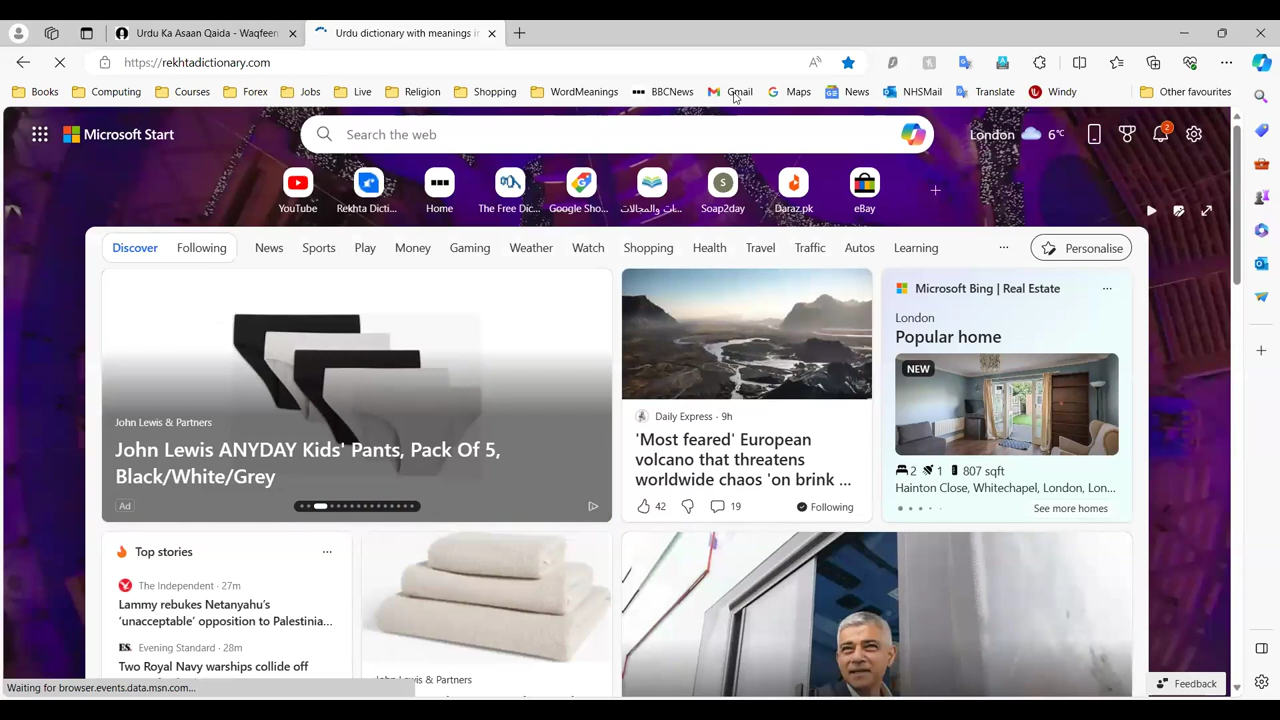 Urdu Ka Asaan Qaida - Waqfeen
Urdu dictionary with meanings in
https://rekhtadictionary.com
Books
Computing
Courses
Forex
Jobs
Live
Religion
Shopping
WordMeanings
BBCNews
Gmail
Maps
News
NHSMail
Translate
Windy
Other favourites
Microsoft Start
Search the web
London
6°C
2
YouTube
Rekhta Dicti...
Home
The Free Dic...
Google Sho...
ات والمجالات...
S
Soap2day
Daraz.pk
eBay
Discover
Following
News
Sports
Play
Money
Gaming
Weather
Watch
Shopping
Health
Travel
Traffic
Autos
Learning
Personalise
John Lewis & Partners
John Lewis ANYDAY Kids' Pants, Pack Of 5,
Black/White/Grey
Ad
Daily Express · 9h
'Most feared' European
volcano that threatens
worldwide chaos 'on brink ...
42
19
Following
Microsoft Bing | Real Estate
London
Popular home
NEW
2
1
807 sqft
Hainton Close, Whitechapel, London, Lon...
See more homes
Top stories
The Independent · 27m
Lammy rebukes Netanyahu's
'unacceptable' opposition to Palestinia...
ES.
Evening Standard · 28m
Two Royal Navy warships collide off
John Lewis & Partners
Waiting for browser.events.data.msn.com...
Feedback